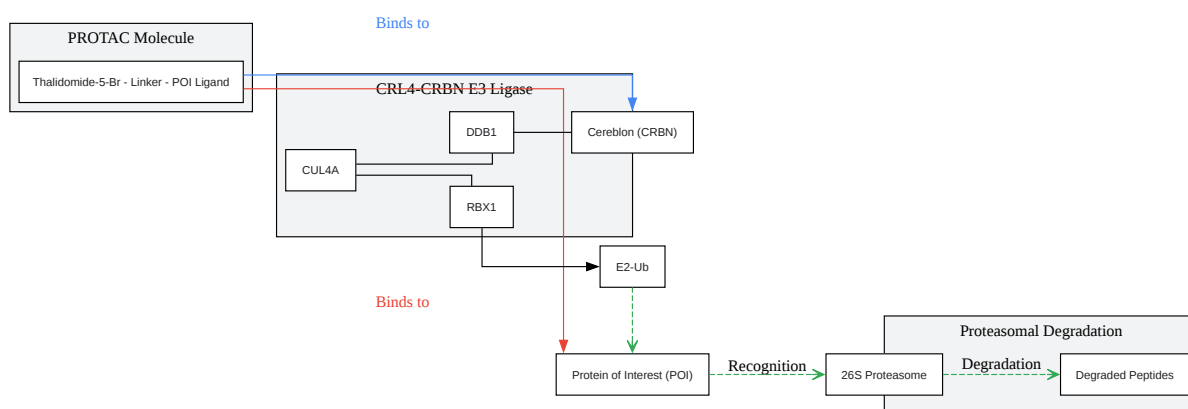 Binds to
PROTAC Molecule
Thalidomide-5-Br - Linker - POI Ligand
CRL4-CRBN E3 Ligase
DDB1
Cereblon (CRBN)
CUL4A
RBX1
E2-Ub
Binds to
Proteasomal Degradation
Protein of Interest (POI)
Recognition
26S Proteasome
Degradation
Degraded Peptides